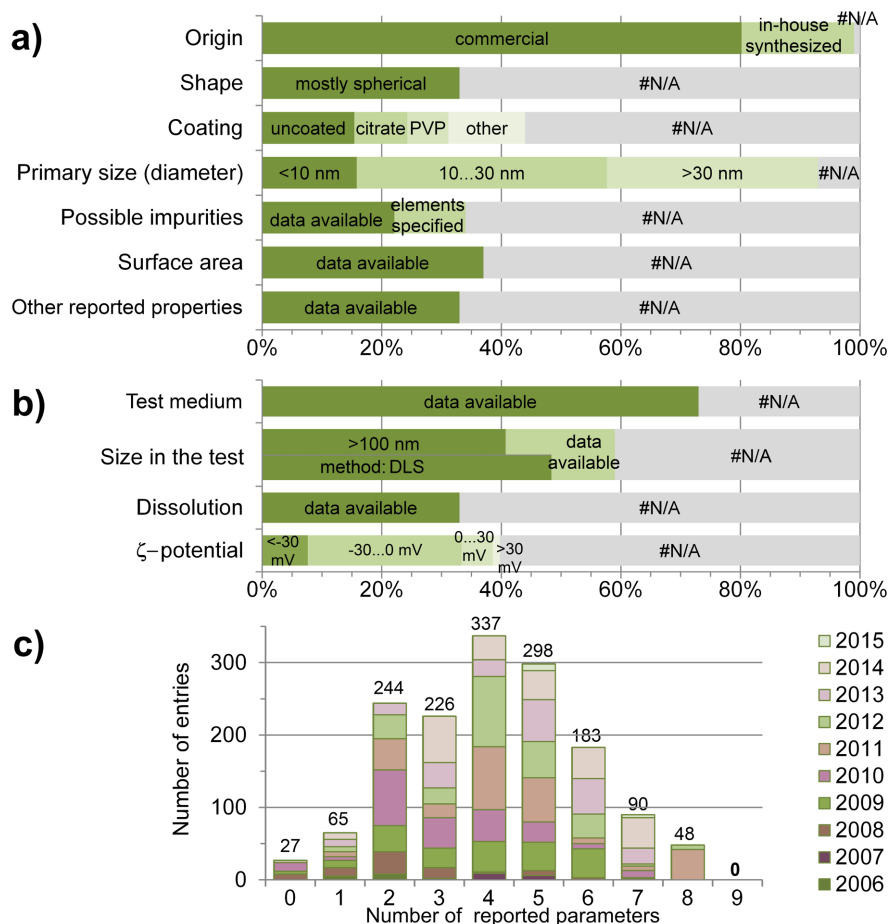 a)
#N/A
Origin commercial in-house synthesized
Shape mostly spherical #N/A
Coating uncoated citrate PVP other #N/A
Primary size (diameter) <10 nm 10...30 nm >30 nm #N/A
Possible impurities data available elements specified #N/A
Surface area data available #N/A
Other reported properties data available #N/A
0% 20% 40% 60% 80% 100%
b)
Test medium data available #N/A
Size in the test >100 nm method: DLS data available #N/A
Dissolution data available #N/A
ζ−potential <-30 mV -30...0 mV 0...30 mV >30 mV #N/A
0% 20% 40% 60% 80% 100%
c)
Number of entries
300
200
100
0
27 65 244 226 337 298 183 90 48 0
0 1 2 3 4 5 6 7 8 9
Number of reported parameters
2015
2014
2013
2012
2011
2010
2009
2008
2007
2006